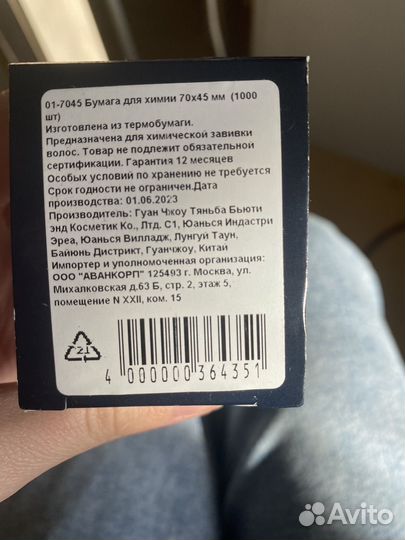 01-7045 Бумага для химии 70х45 мм (1000
шт)
Изготовлена из термобумаги.
Предназначена для химической завивки
волос. Товар не подлежит обязательной
сертификации. Гарантия 12 месяцев
Особых условий по хранению не требуется
Срок годности не ограничен.Дата
производства: 01.06.2023
Производитель: Гуан Чжоу Тяньба Бьюти
энд Косметик Ко., Лтд. С1, Юанься Индастри
Эреа, Юанься Вилладж, Лунгуй Таун,
Байюнь Дистрикт, Гуанчжоу, Китай
Импортер и уполномоченная организация:
ООО "АВАНКОРП" 125493 г. Москва, ул.
Михалковская д.63 Б, стр. 2, этаж 5,
помещение N XXII, ком. 15
21
4 000000 364351
Avito